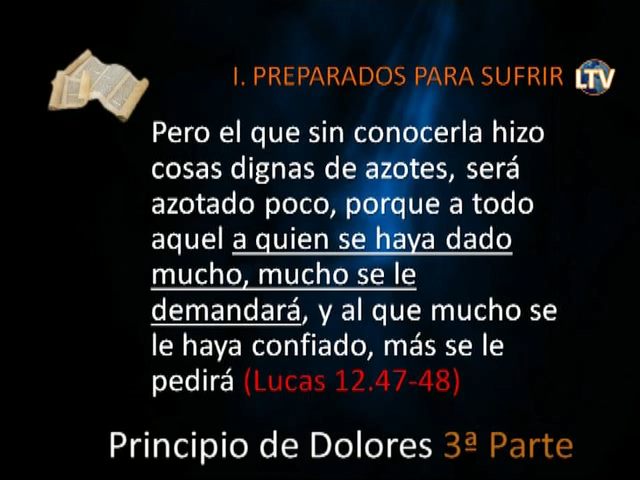 I. PREPARADOS PARA SUFRIR
LTV
Pero el que sin conocerla hizo
cosas dignas de azotes, será
azotado poco, porque a todo
aquel a quien se haya dado
mucho, mucho se le
demandará, y al que mucho se
le haya confiado, más se le
pedirá (Lucas 12.47-48)
Principio de Dolores 3ª Parte